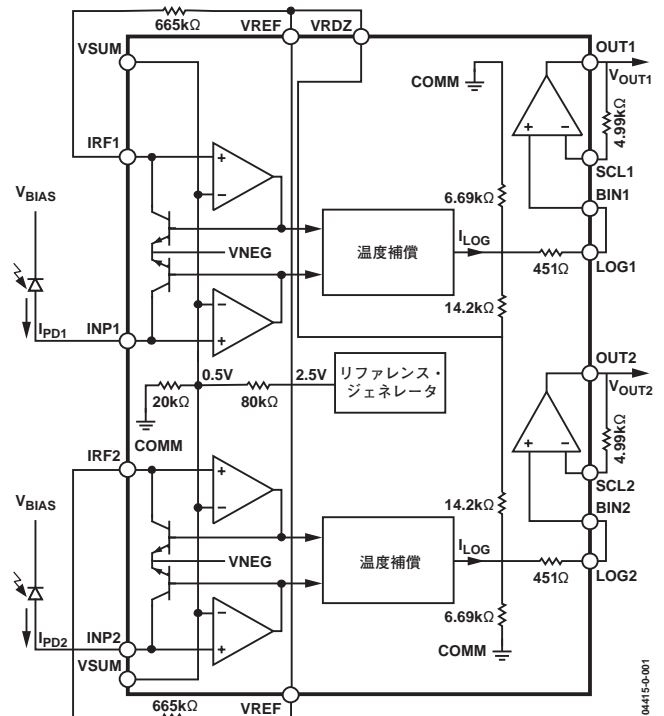 665kΩ
VREF
VRDZ
VSUM
OUT1
COMM
VOUT1
4.99kΩ
IRF1
SCL1
VBIAS
6.69kΩ
BIN1
温度補償
ILOG
VNEG
451Ω
LOG1
14.2kΩ
IPD1
INP1
OUT2
0.5V
2.5V
リファレンス・
ジェネレータ
VOUT2
20kΩ
80kΩ
COMM
4.99kΩ
IRF2
SCL2
VBIAS
14.2kΩ
BIN2
温度補償
ILOG
VNEG
451Ω
LOG2
6.69kΩ
IPD2
INP2
COMM
VSUM
665kΩ
VREF
04415-0-001